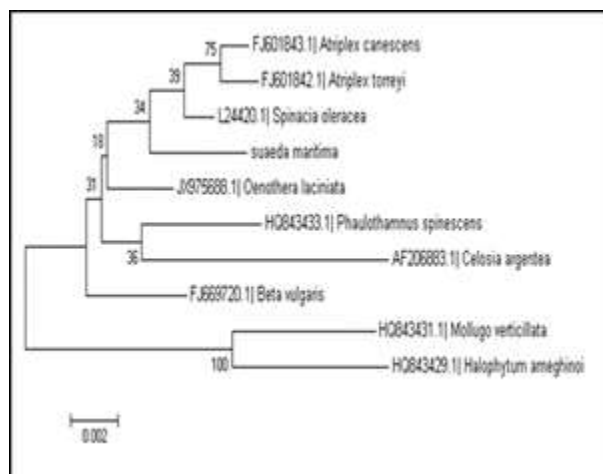 75
FJ601843.1| Atriplex canescens
39
FJ601842.1| Atriplex torreyi
34
L24420.1| Spinacia oleracea
18
suaeda maritima
31
JX975688.1| Oenothera laciniata
HQ843433.1| Phaulothamnus spinescens
36
AF206883.1| Celosia argentea
FJ669720.1| Beta vulgaris
HQ843431.1| Mollugo verticillata
100
HQ843429.1| Halophytum ameghinoi
0.002